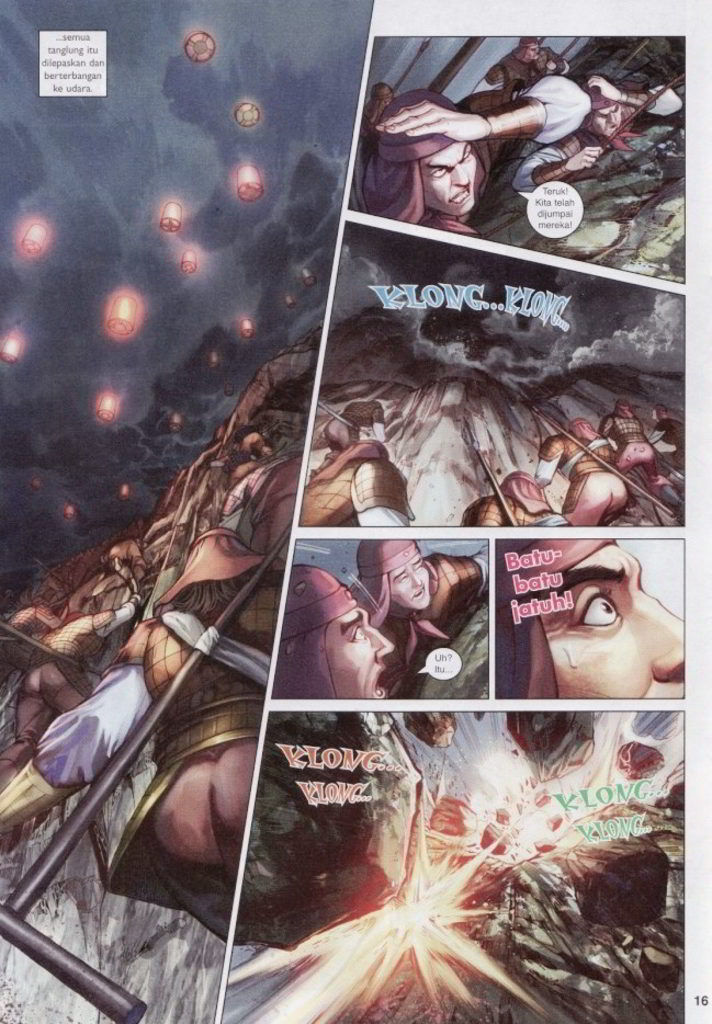 ...semua
tanglung itu
dilepaskan dan
berterbangan
ke udara.
Teruk!
Kita telah
dijumpai
mereka!
KLONG...KLONG...
Uh?
Itu...
Batu-
batu
jatuh!
KLONG...
KLONG...
KLONG...
KLONG...
16